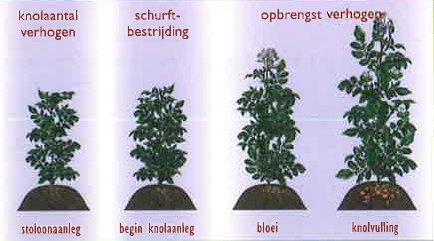 knolaantal
verhogen
schurft-
bestrijding
opbrengst verhogen
stoloonaanleg
begin knolaanleg
bloei
knolvulling